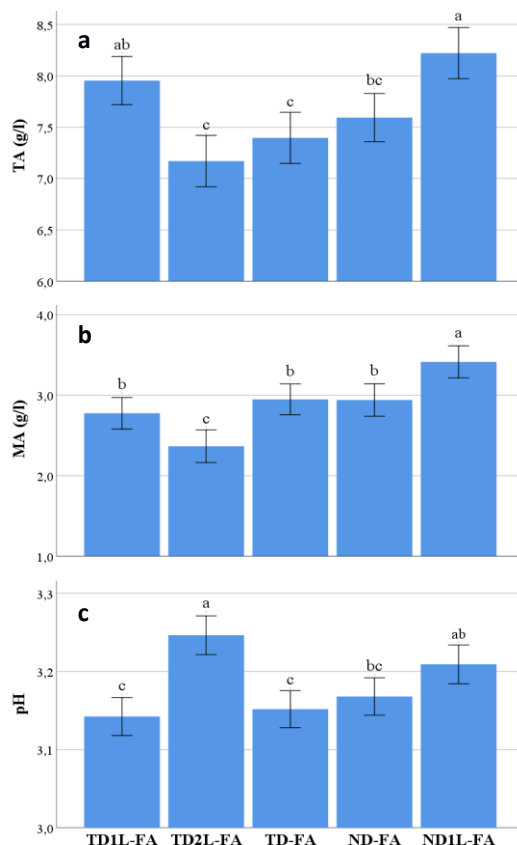 a
TA (g/l)
8,5
8,0
7,5
7,0
6,5
6,0
ab
c
c
bc
a
b
MA (g/l)
4,0
3,0
2,0
1,0
b
c
b
b
a
c
pH
3,3
3,2
3,1
3,0
c
a
c
bc
ab
TD1L-FA TD2L-FA TD-FA ND-FA ND1L-FA